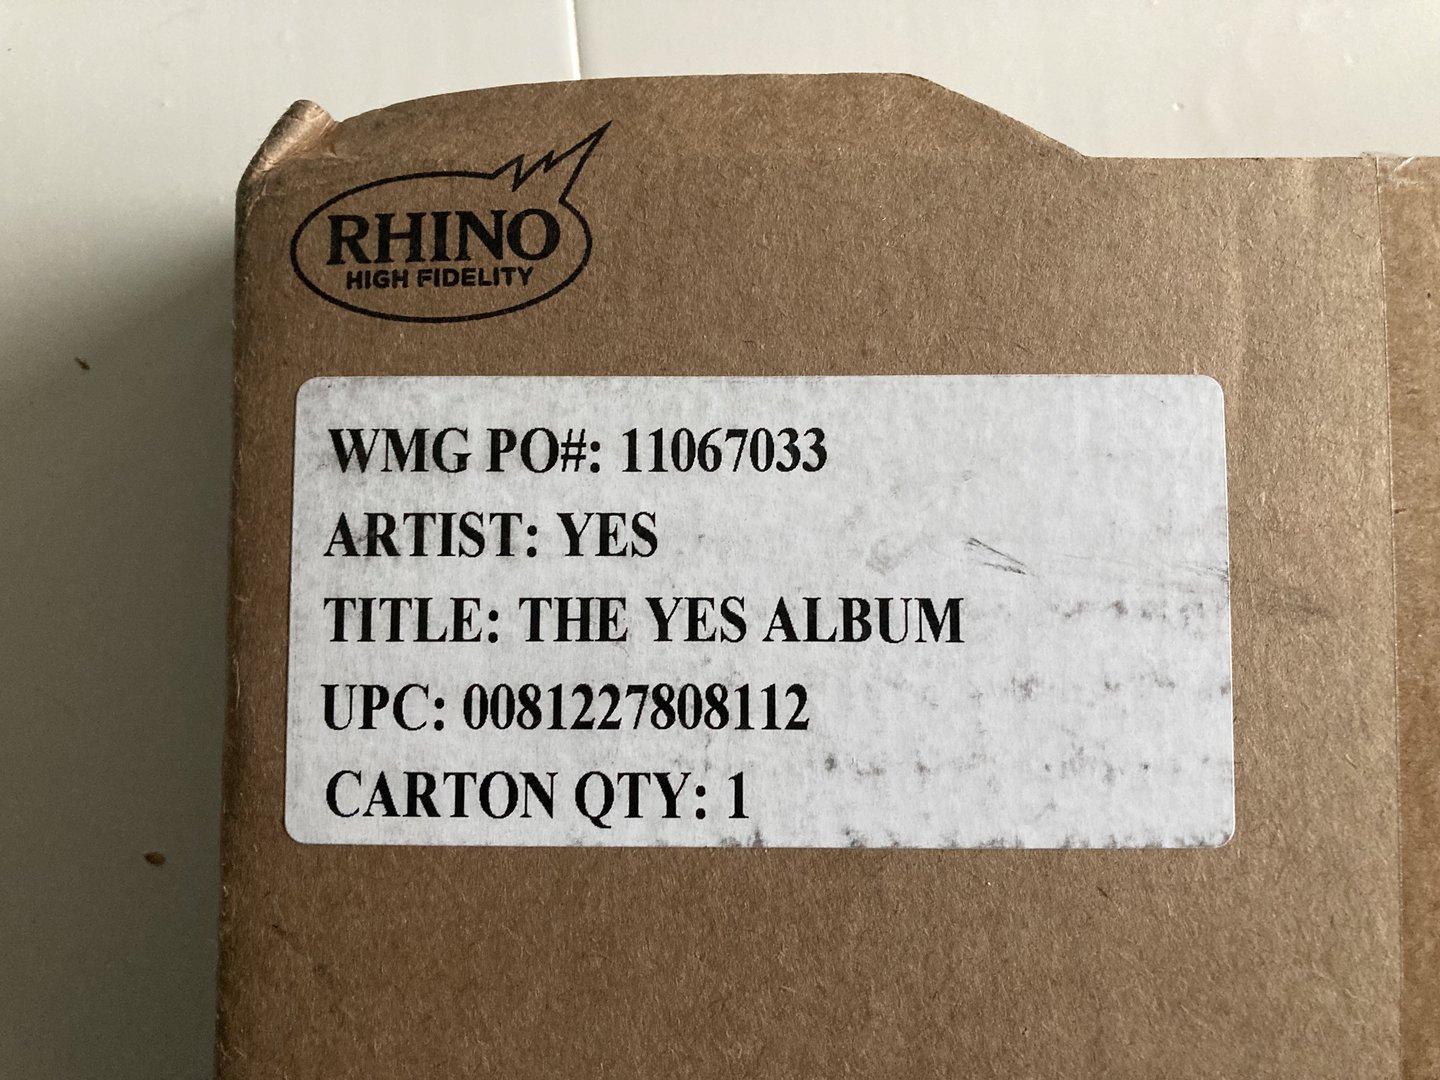 RHINO
HIGH FIDELITY
WMG PO#: 11067033
ARTIST: YES
TITLE: THE YES ALBUM
UPC: 0081227808112
CARTON QTY: 1